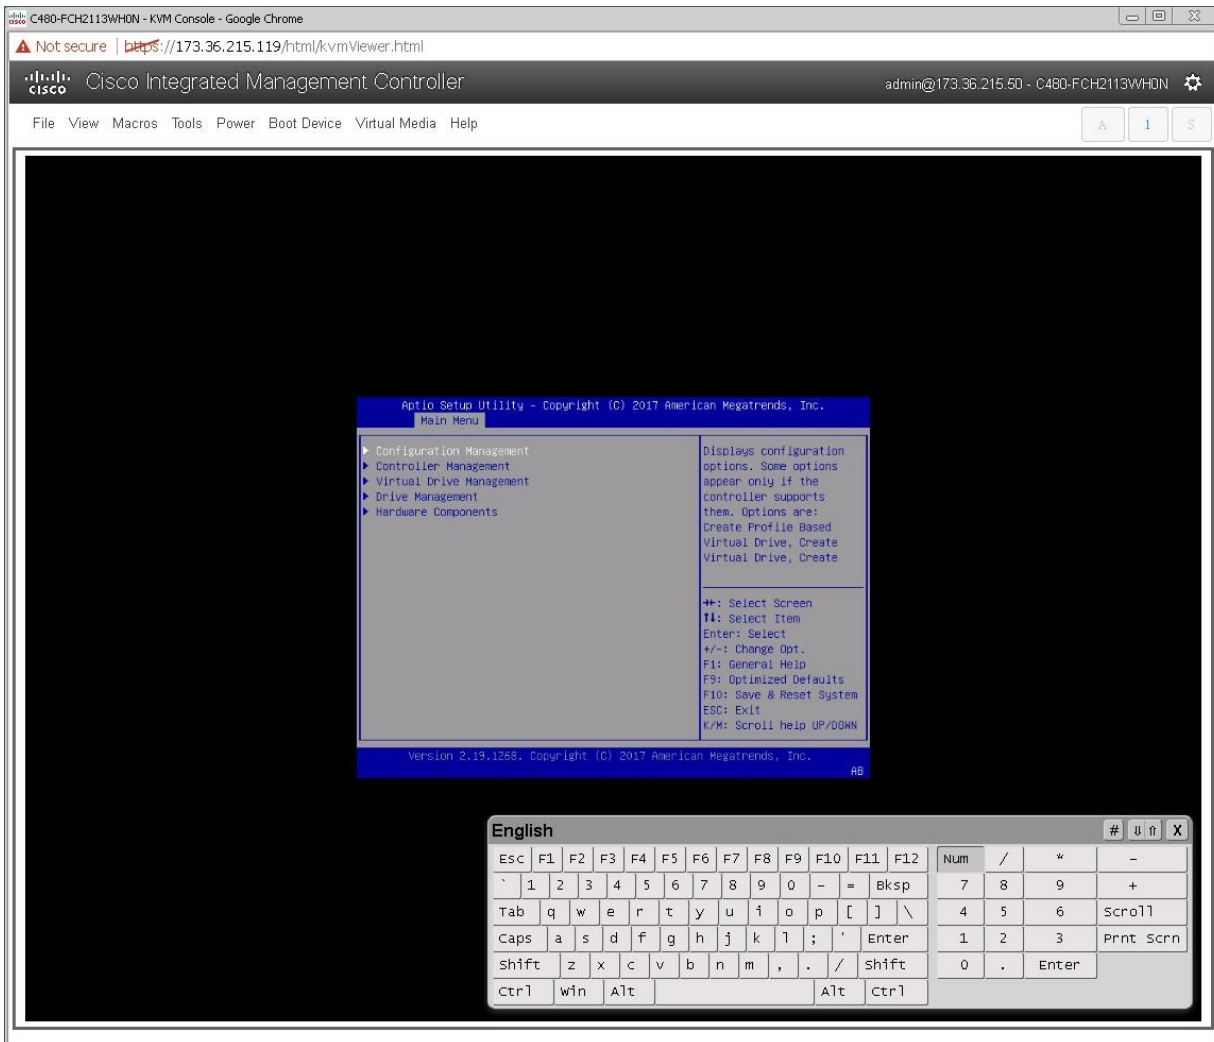 C480-FCH2113WH0N - KVM Console - Google Chrome
Not secure | https://173.36.215.119/html/kvmViewer.html
cisco Cisco Integrated Management Controller admin@173.36.215.50 - C480-FCH2113WH0N
File View Macros Tools Power Boot Device Virtual Media Help A 1 S
Aptio Setup Utility - Copyright (C) 2017 American Megatrends, Inc.
Main Menu
Configuration Management
Controller Management
Virtual Drive Management
Drive Management
Hardware Components
Displays configuration
options. Some options
appear only if the
controller supports
them. Options are:
Create Profile Based
Virtual Drive, Create
Virtual Drive, Create
→←: Select Screen
↑↓: Select Item
Enter: Select
+/-: Change Opt.
F1: General Help
F9: Optimized Defaults
F10: Save & Reset System
ESC: Exit
K/M: Scroll help UP/DOWN
Version 2.19.1268. Copyright (C) 2017 American Megatrends, Inc.
AB
English # ⇓ ⇑ X
Esc F1 F2 F3 F4 F5 F6 F7 F8 F9 F10 F11 F12 Num / * -
` 1 2 3 4 5 6 7 8 9 0 - = Bksp 7 8 9 +
Tab q w e r t y u i o p [ ] \ 4 5 6 Scroll
Caps a s d f g h j k l ; ' Enter 1 2 3 Prnt Scrn
Shift z x c v b n m , . / Shift 0 . Enter
Ctrl Win Alt Alt Ctrl